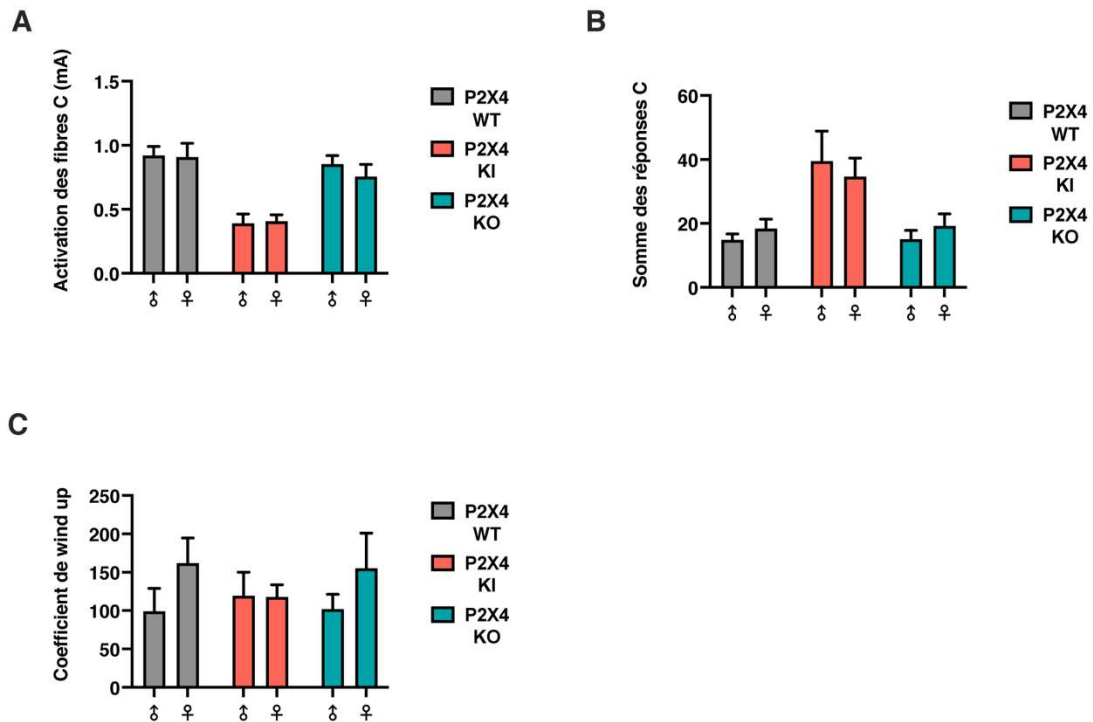 A
Activation des fibres C (mA)
1.5
1.0
0.5
0.0
♂ ♀ ♂ ♀ ♂ ♀
P2X4
WT
P2X4
KI
P2X4
KO
B
Somme des réponses C
60
40
20
0
♂ ♀ ♂ ♀ ♂ ♀
P2X4
WT
P2X4
KI
P2X4
KO
C
Coefficient de wind up
250
200
150
100
50
0
♂ ♀ ♂ ♀ ♂ ♀
P2X4
WT
P2X4
KI
P2X4
KO